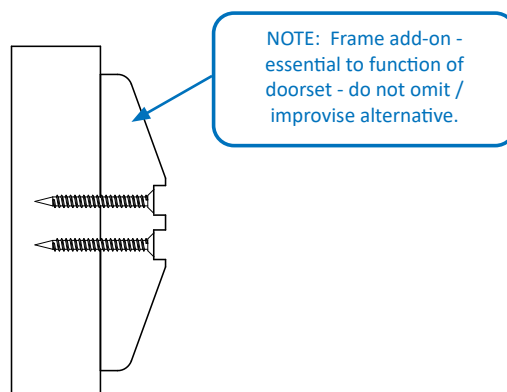 NOTE:  Frame add-on -
essential to function of
doorset - do not omit /
improvise alternative.